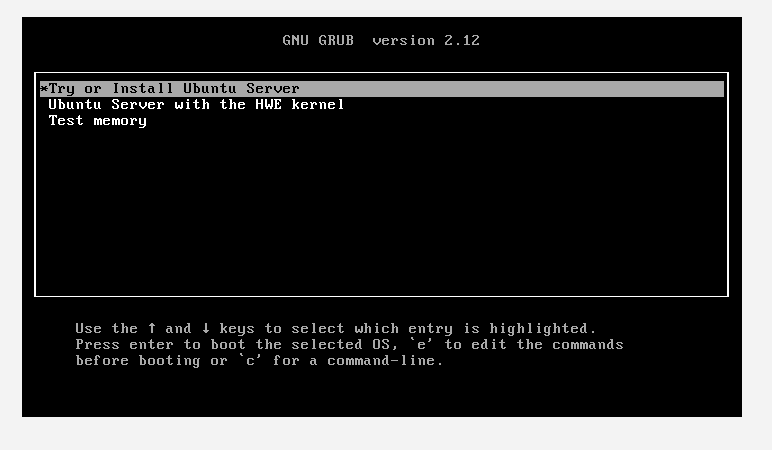 GNU GRUB  version 2.12
*Try or Install Ubuntu Server
Ubuntu Server with the HWE kernel
Test memory
Use the ↑ and ↓ keys to select which entry is highlighted.
Press enter to boot the selected OS, `e' to edit the commands
before booting or `c' for a command-line.